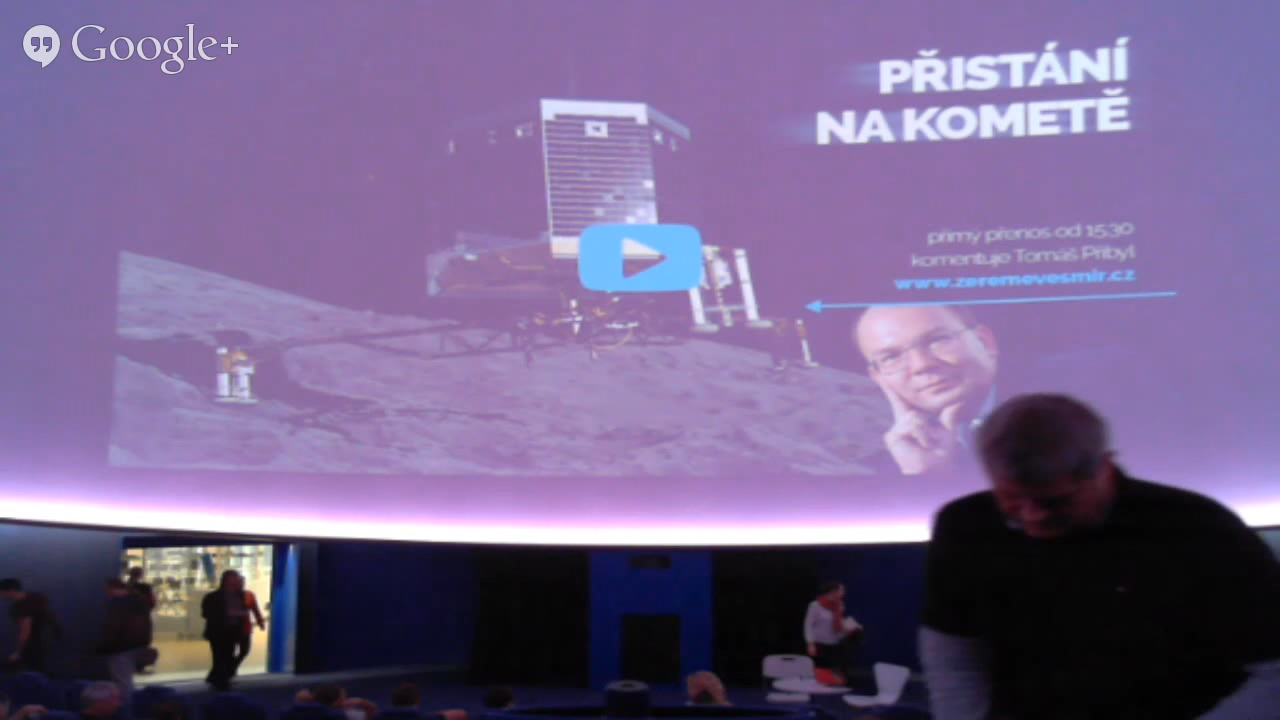 Google+
PŘISTÁNÍ
NA KOMETĚ
přímý přenos od 15:30
komentuje Tomáš Přibyl
www.zeremevesmir.cz